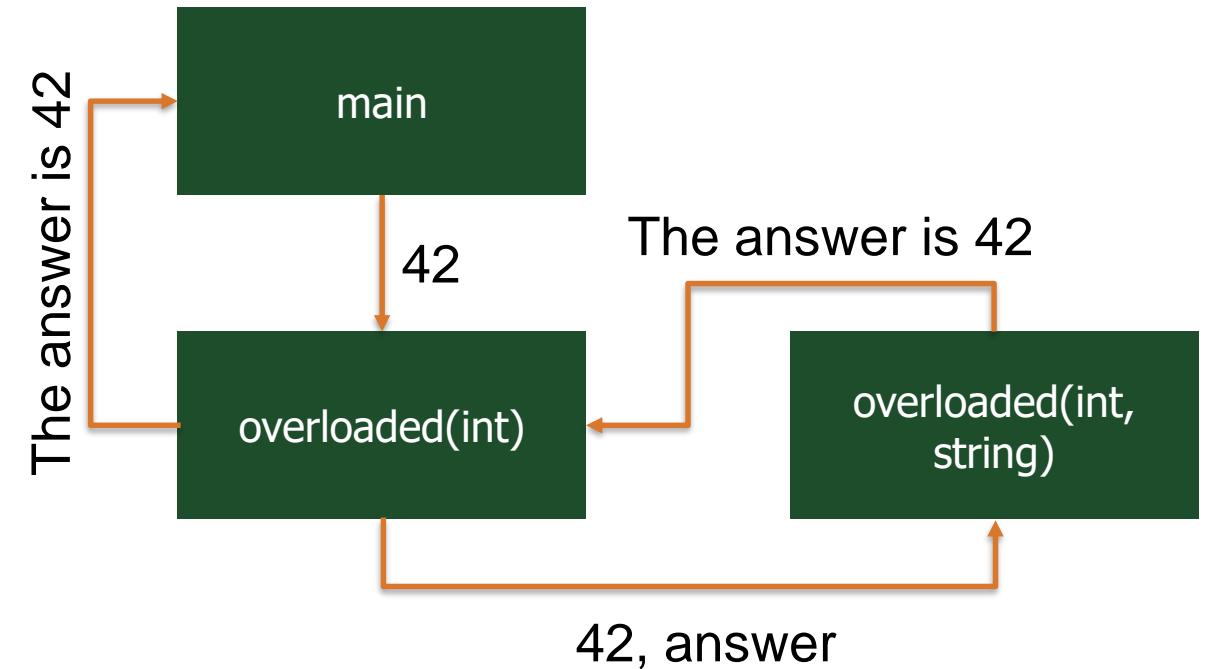 main
The answer is 42
42
The answer is 42
overloaded(int)
overloaded(int,
string)
42, answer